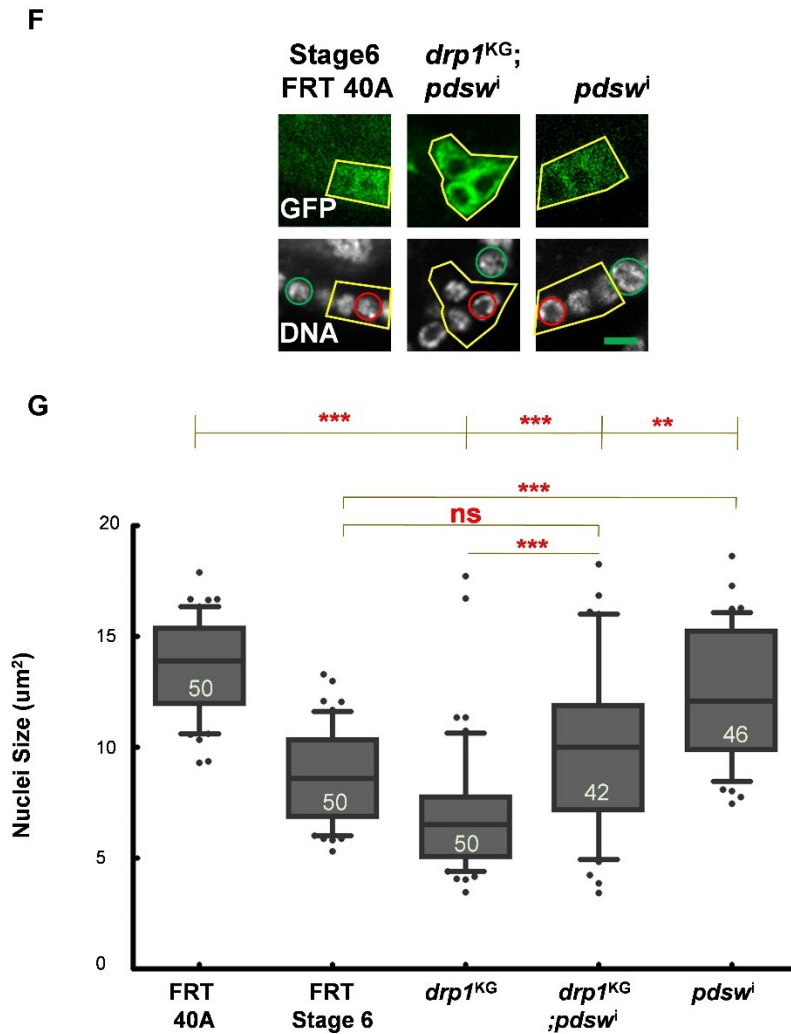 F
Stage6 drp1ᴷᴳ;
FRT 40A pdswⁱ pdswⁱ
GFP
DNA
G
*** *** **
***
ns
***
20
15
10
5
0
Nuclei Size (um²)
50
50
50
42
46
FRT FRT drp1ᴷᴳ drp1ᴷᴳ pdswⁱ
40A Stage 6 ;pdswⁱ